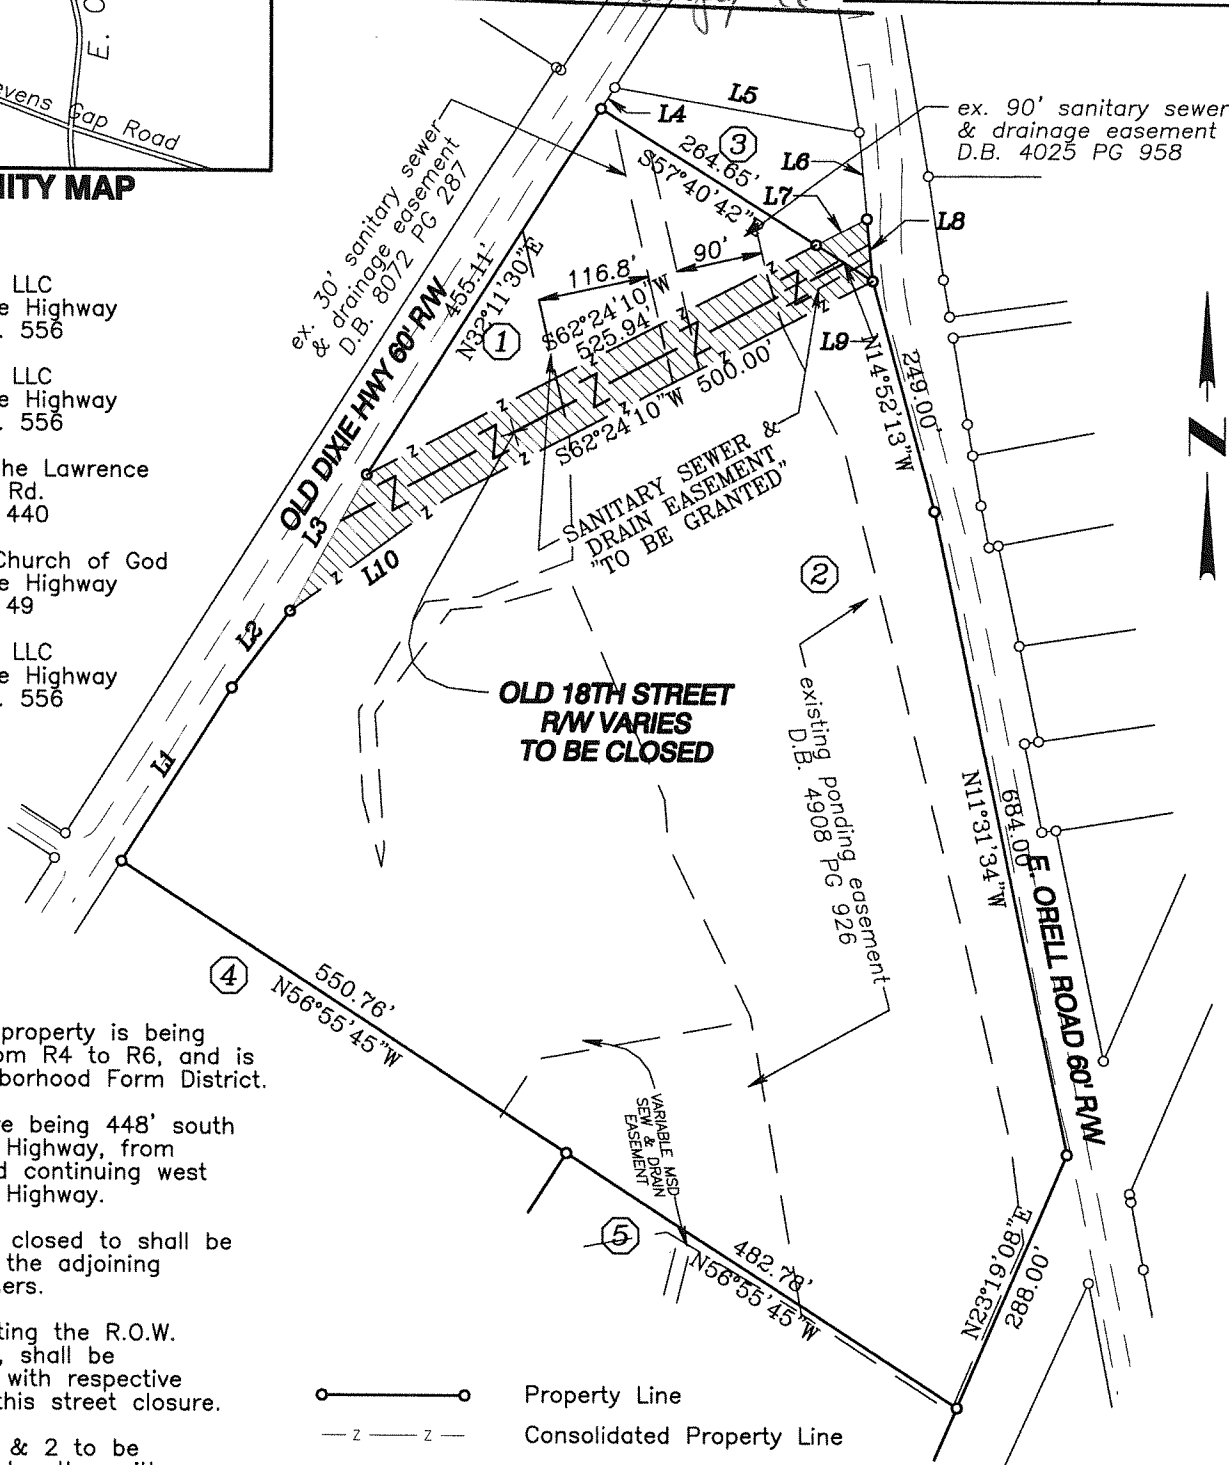 E. O
evens Gap Road
NITY MAP
LLC
e Highway
. 556
LLC
e Highway
. 556
he Lawrence
Rd.
440
Church of God
e Highway
49
LLC
e Highway
. 556
property is being
om R4 to R6, and is
borhood Form District.
re being 448' south
Highway, from
d continuing west
Highway.
closed to shall be
the adjoining
ers.
ting the R.O.W.
, shall be
with respective
this street closure.
& 2 to be
L5
L4
3
264.65'
S57°40'42"E
L6
L7
L8
ex. 90' sanitary sewer
& drainage easement
D.B. 4025 PG 958
ex. 30' sanitary sewer
& drainage easement
D.B. 8072 PG 287
455.11'
N32°11'30"E
OLD DIXIE HWY 60' R/W
1
116.8'
90'
S62°24'10"W
525.94'
S62°24'10"W 500.00'
L9
N14°52'13"W
249.00'
Z
L3
L10
L2
L1
SANITARY SEWER &
DRAIN EASEMENT
"TO BE GRANTED"
2
OLD 18TH STREET
R/W VARIES
TO BE CLOSED
existing ponding easement
D.B. 4908 PG 926
N11°31'34"W
684.00'
E. ORELL ROAD 60' R/W
4
550.76'
N56°55'45"W
VARIABLE MSD
SEW & DRAIN
EASEMENT
5
482.78'
N56°55'45"W
N23°19'08"E
288.00'
Property Line
z z Consolidated Property Line